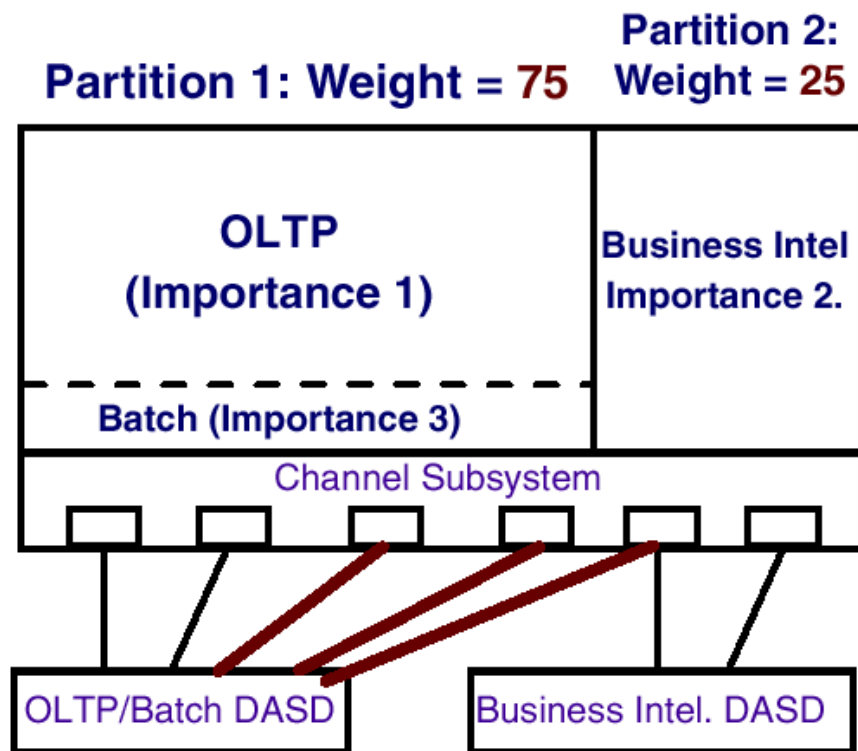 Partition 1: Weight = 75
Partition 2:
Weight = 25
OLTP
(Importance 1)
Business Intel
Importance 2.
Batch (Importance 3)
Channel Subsystem
OLTP/Batch DASD
Business Intel. DASD